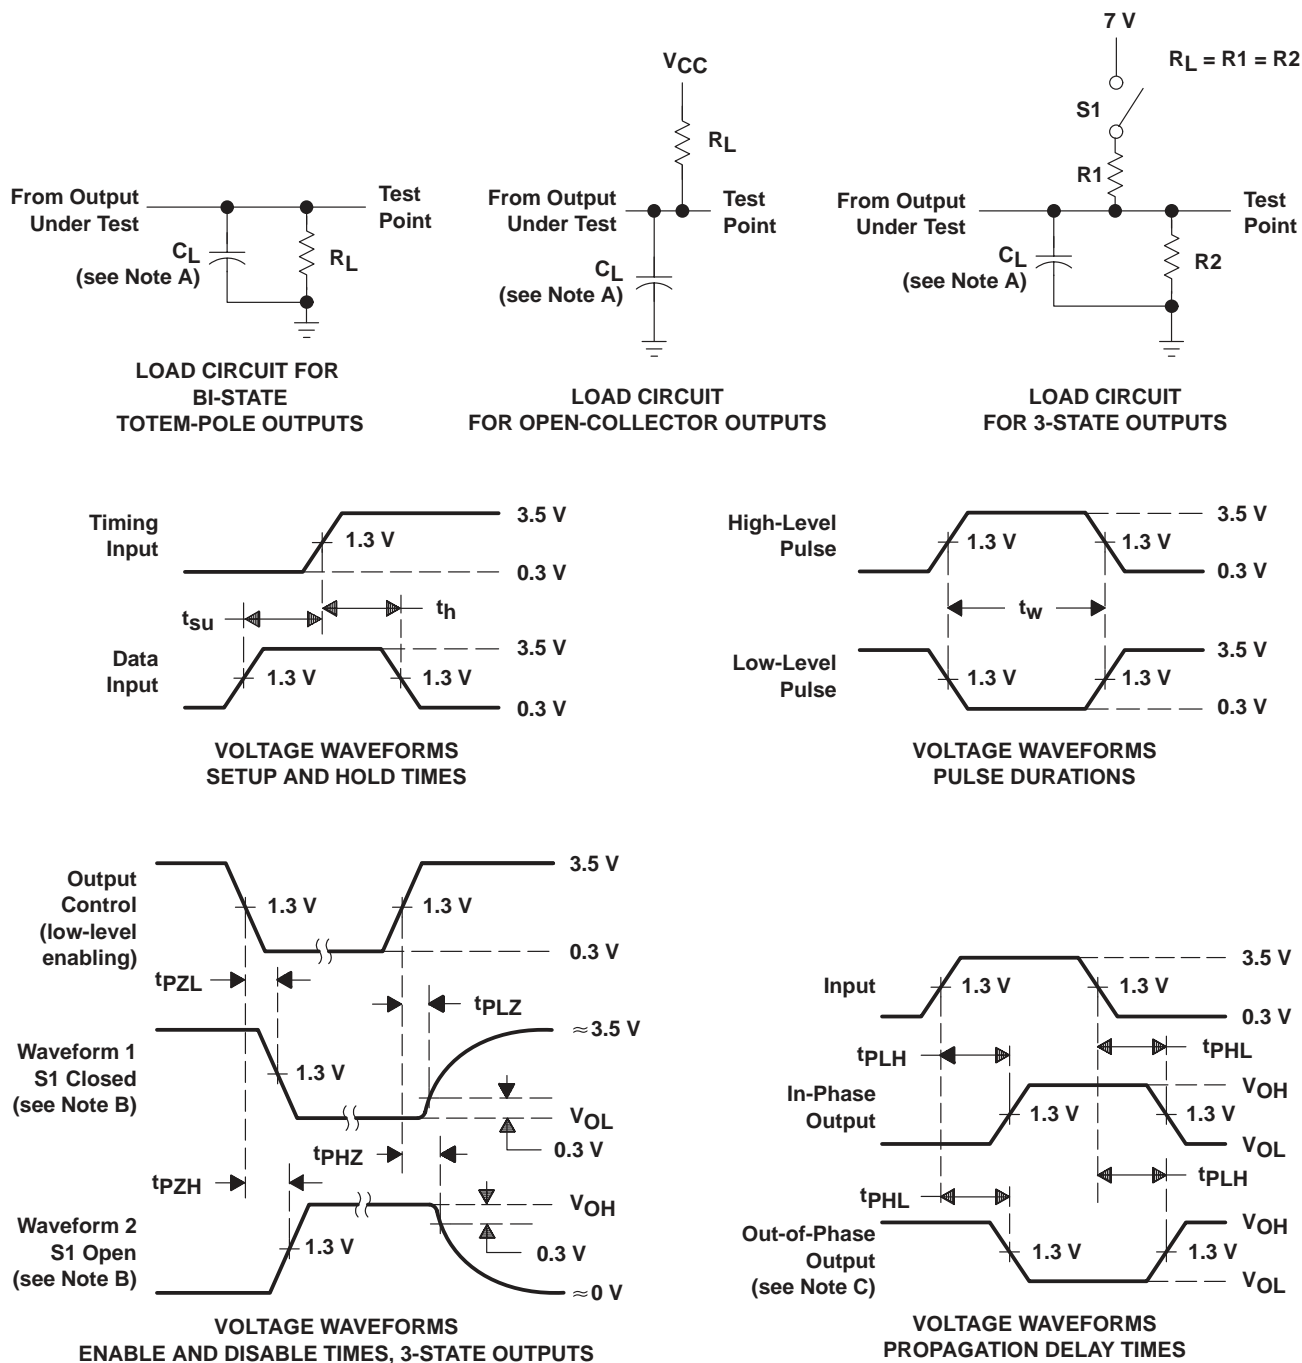 7 V
RL = R1 = R2
S1
R1
From Output
Under Test
Test
Point
CL
(see Note A)
R2
LOAD CIRCUIT
FOR 3-STATE OUTPUTS
VCC
RL
From Output
Under Test
Test
Point
CL
(see Note A)
LOAD CIRCUIT
FOR OPEN-COLLECTOR OUTPUTS
From Output
Under Test
Test
Point
CL
(see Note A)
RL
LOAD CIRCUIT FOR
BI-STATE
TOTEM-POLE OUTPUTS
Timing
Input
1.3 V
3.5 V
0.3 V
tsu
th
Data
Input
1.3 V
1.3 V
3.5 V
0.3 V
VOLTAGE WAVEFORMS
SETUP AND HOLD TIMES
High-Level
Pulse
1.3 V
1.3 V
3.5 V
0.3 V
tw
Low-Level
Pulse
1.3 V
1.3 V
3.5 V
0.3 V
VOLTAGE WAVEFORMS
PULSE DURATIONS
Output
Control
(low-level
enabling)
1.3 V
1.3 V
3.5 V
0.3 V
tPZL
tPLZ
Waveform 1
S1 Closed
(see Note B)
1.3 V
≈3.5 V
VOL
0.3 V
tPHZ
tPZH
Waveform 2
S1 Open
(see Note B)
1.3 V
VOH
0.3 V
≈0 V
VOLTAGE WAVEFORMS
ENABLE AND DISABLE TIMES, 3-STATE OUTPUTS
Input
1.3 V
1.3 V
3.5 V
0.3 V
tPLH
tPHL
In-Phase
Output
1.3 V
1.3 V
VOH
VOL
tPHL
tPLH
Out-of-Phase
Output
(see Note C)
1.3 V
1.3 V
VOH
VOL
VOLTAGE WAVEFORMS
PROPAGATION DELAY TIMES